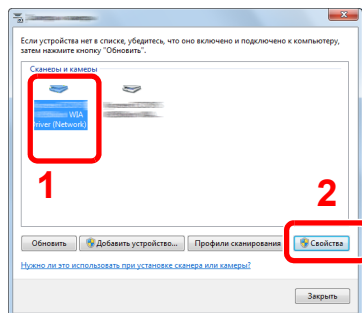 Если устройства нет в списке, убедитесь, что оно включено и подключено к компьютеру,
затем нажмите кнопку "Обновить".
Сканеры и камеры
WIA
Driver (Network)
1
2
Обновить
Добавить устройство...
Профили сканирования
Свойства
Нужно ли это использовать при установке сканера или камеры?
Закрыть